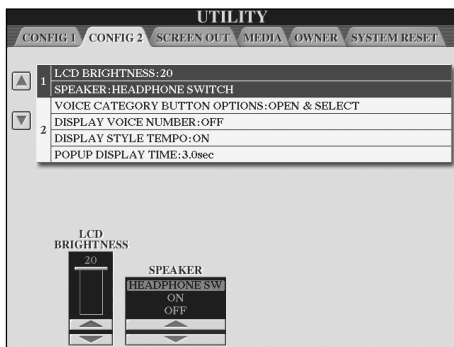 UTILITY
CONFIG 1 CONFIG 2 SCREEN OUT MEDIA OWNER SYSTEM RESET
1
LCD BRIGHTNESS:20
SPEAKER:HEADPHONE SWITCH
2
VOICE CATEGORY BUTTON OPTIONS:OPEN & SELECT
DISPLAY VOICE NUMBER:OFF
DISPLAY STYLE TEMPO:ON
POPUP DISPLAY TIME:3.0sec
LCD
BRIGHTNESS
20
SPEAKER
HEADPHONE SW
ON
OFF